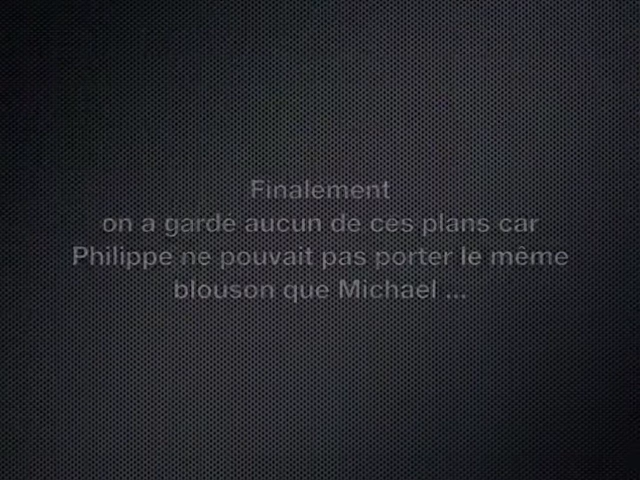 Finalement
on a garde aucun de ces plans car
Philippe ne pouvait pas porter le même
blouson que Michael ...